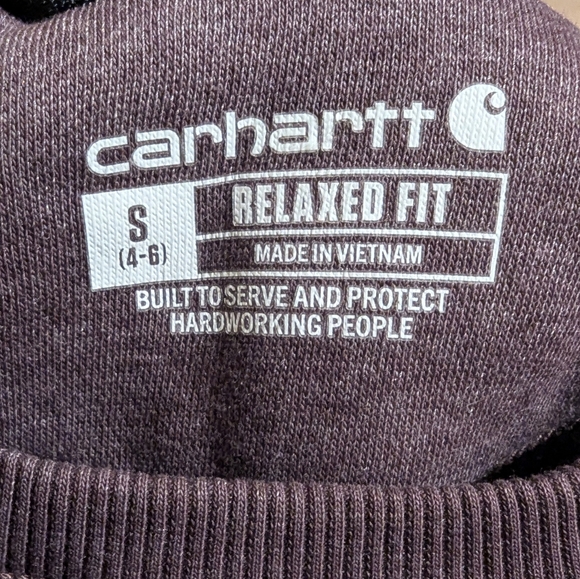 carhartt
S
(4-6)
RELAXED FIT
MADE IN VIETNAM
BUILT TO SERVE AND PROTECT
HARDWORKING PEOPLE